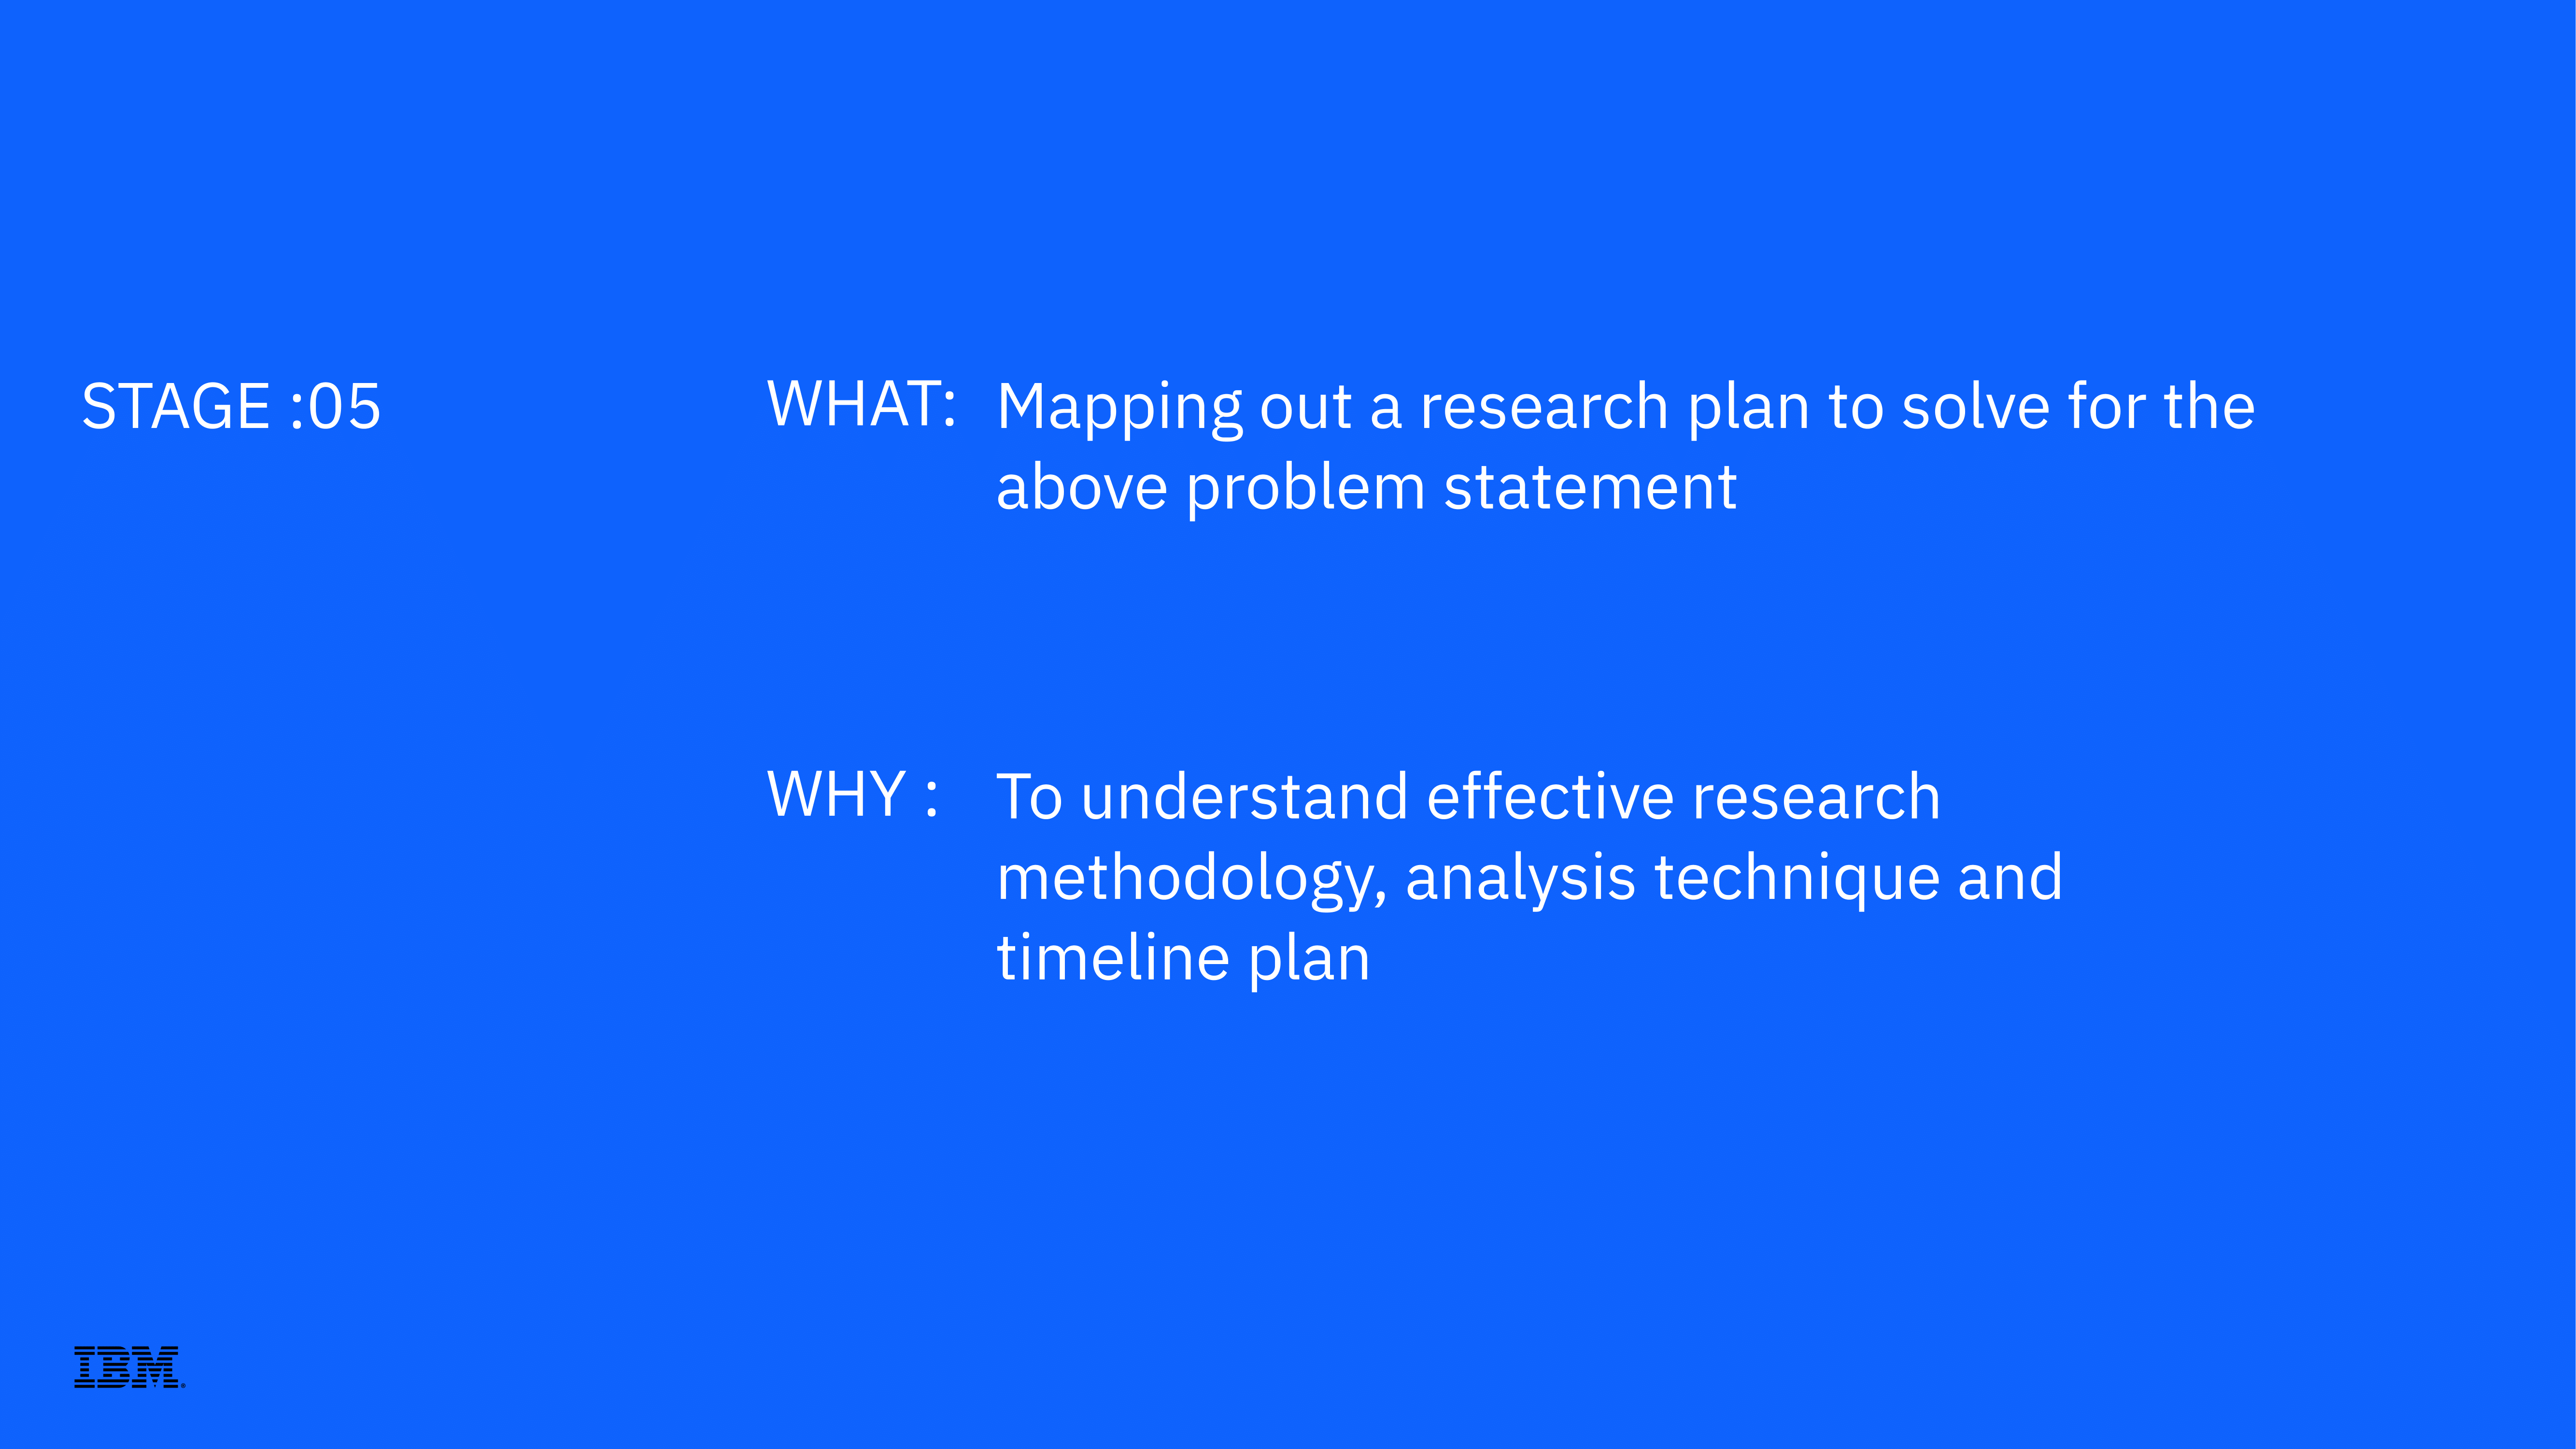 STAGE :05
WHAT:
Mapping out a research plan to solve for the
above problem statement
WHY :
To understand effective research
methodology, analysis technique and
timeline plan
IBM®